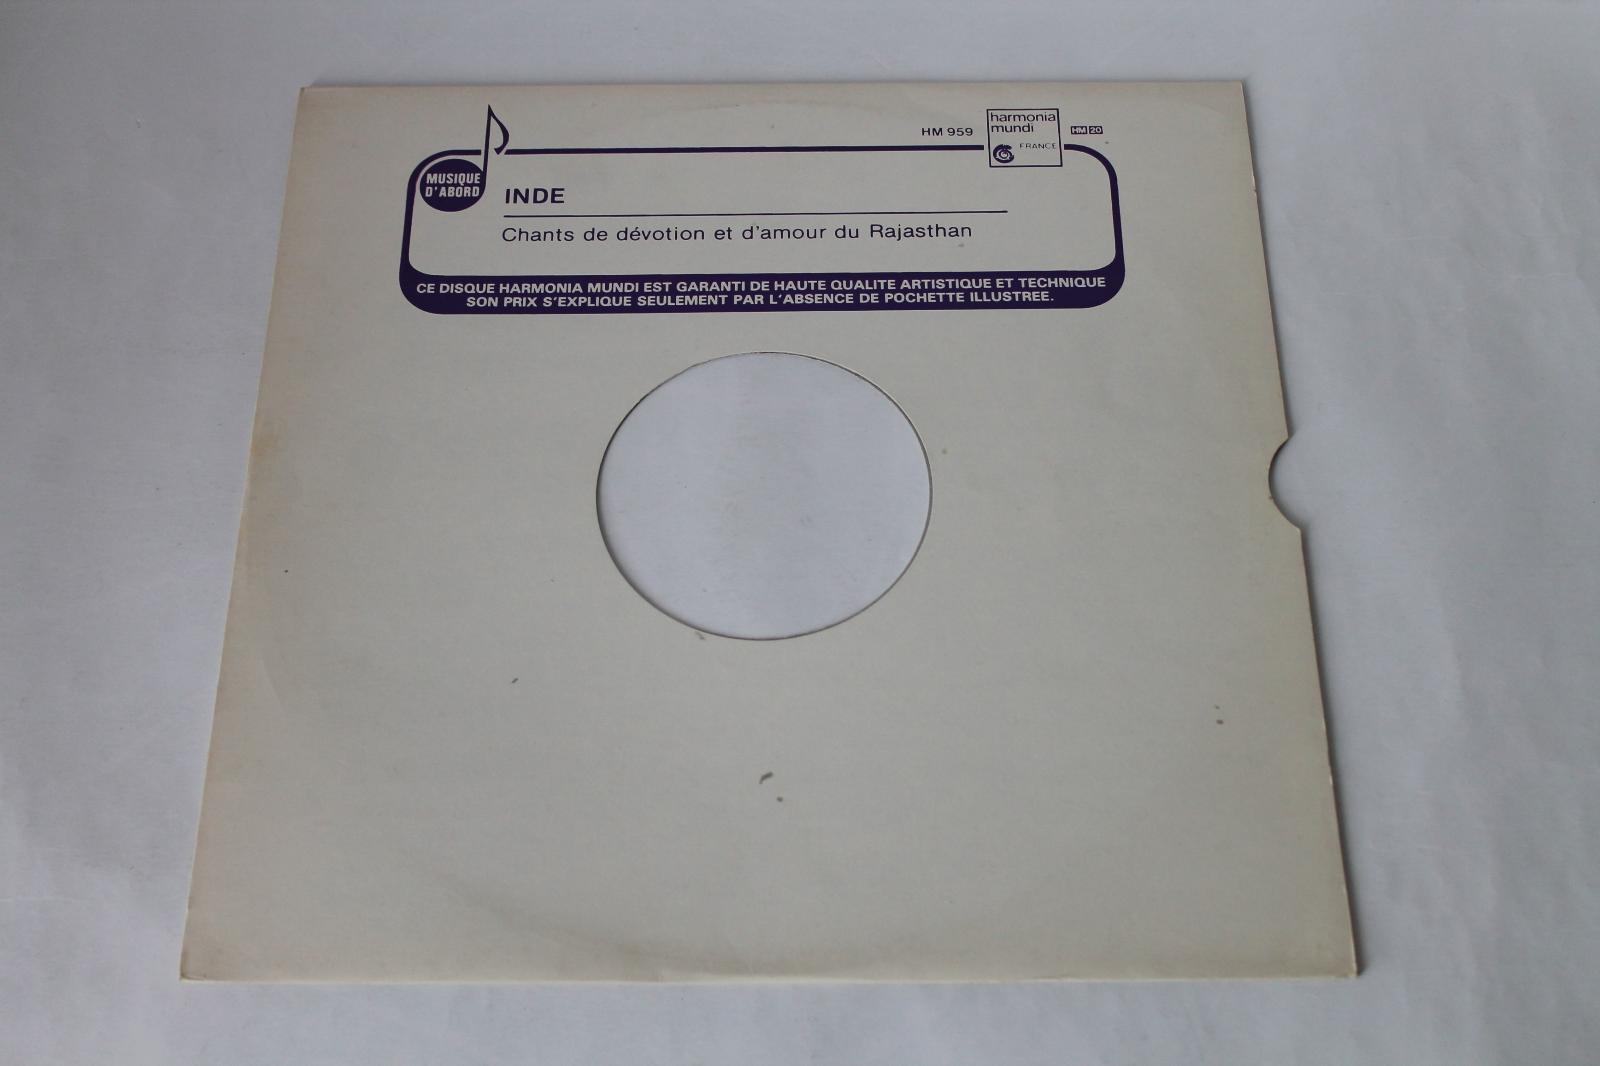 HM 959
harmonia
mundi
FRANCE
HM 20
MUSIQUE
D'ABORD
INDE
Chants de dévotion et d'amour du Rajasthan
CE DISQUE HARMONIA MUNDI EST GARANTI DE HAUTE QUALITE ARTISTIQUE ET TECHNIQUE
SON PRIX S'EXPLIQUE SEULEMENT PAR L'ABSENCE DE POCHETTE ILLUSTREE.